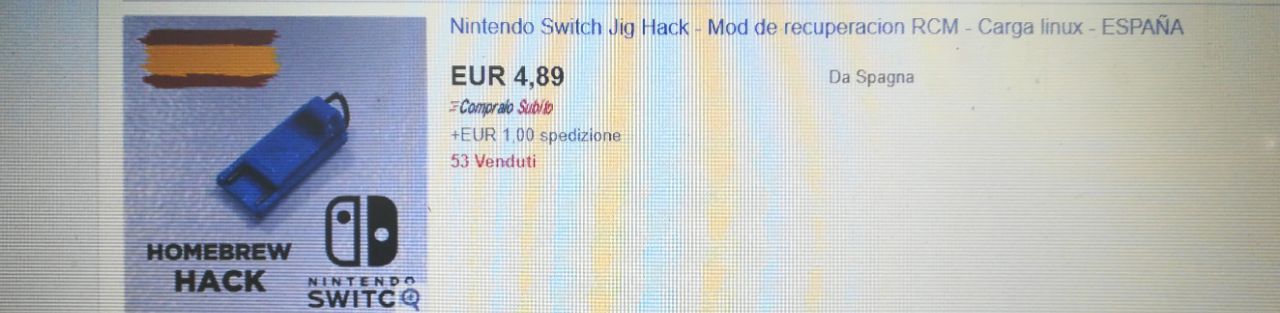 Nintendo Switch Jig Hack - Mod de recuperacion RCM - Carga linux - ESPAÑA
EUR 4,89
Da Spagna
Compralo Subito
+EUR 1,00 spedizione
53 Venduti
HOMEBREW
HACK
NINTENDO
SWITC